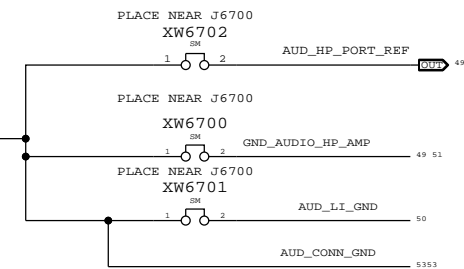 PLACE NEAR J6700
XW6702
SM
1 2
AUD_HP_PORT_REF
OUT 49
PLACE NEAR J6700
XW6700
SM
1 2
GND_AUDIO_HP_AMP
49 51
PLACE NEAR J6700
XW6701
SM
1 2
AUD_LI_GND
50
AUD_CONN_GND
5353